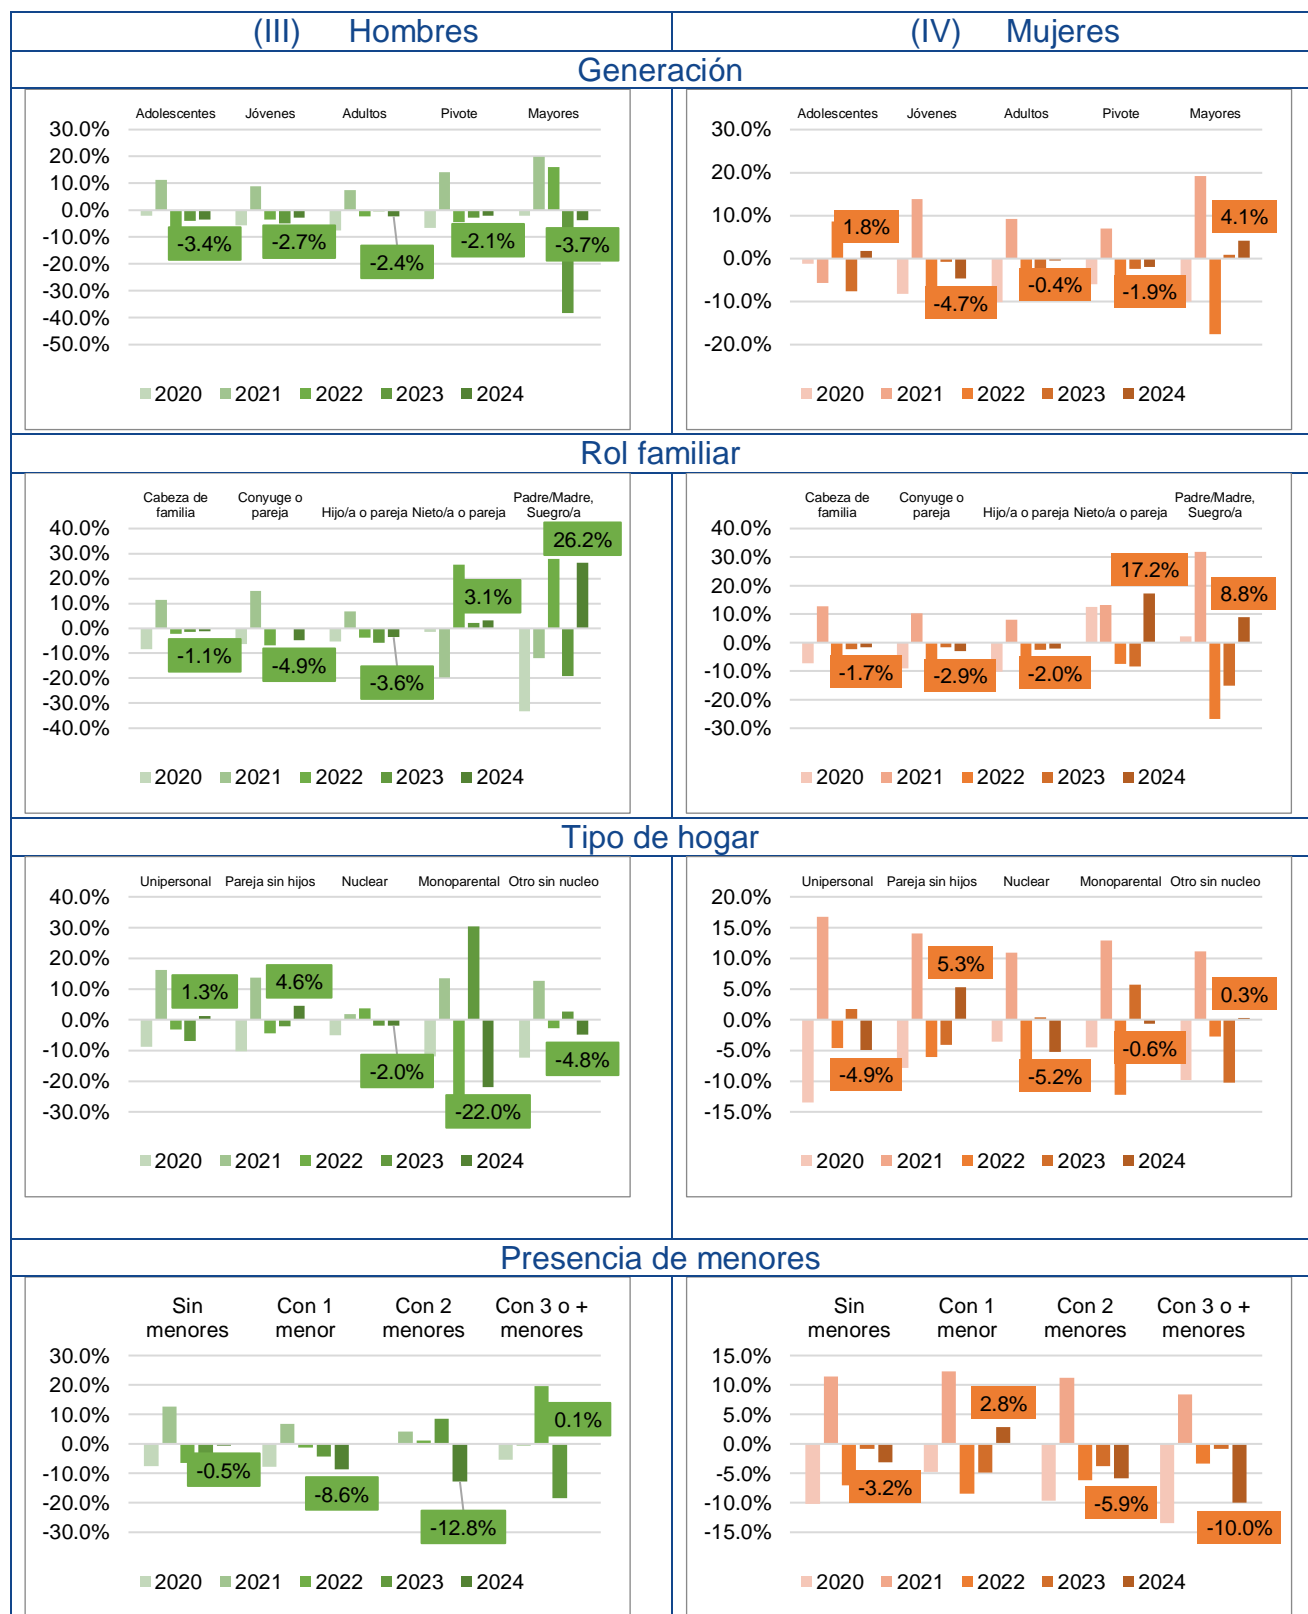 (III) Hombres
(IV) Mujeres
Generación
Adolescentes Jóvenes Adultos Pivote Mayores
30.0%
20.0%
10.0%
0.0%
-10.0%
-20.0%
-30.0%
-40.0%
-50.0%
-3.4%
-2.7%
-2.4%
-2.1%
-3.7%
2020 2021 2022 2023 2024
Adolescentes Jóvenes Adultos Pivote Mayores
30.0%
20.0%
10.0%
0.0%
-10.0%
-20.0%
1.8%
-4.7%
-0.4%
-1.9%
4.1%
2020 2021 2022 2023 2024
Rol familiar
Cabeza de familia
Conyuge o pareja
Hijo/a o pareja
Nieto/a o pareja
Padre/Madre, Suegro/a
40.0%
30.0%
20.0%
10.0%
0.0%
-10.0%
-20.0%
-30.0%
-40.0%
-1.1%
-4.9%
-3.6%
3.1%
26.2%
2020 2021 2022 2023 2024
Cabeza de familia
Conyuge o pareja
Hijo/a o pareja
Nieto/a o pareja
Padre/Madre, Suegro/a
40.0%
30.0%
20.0%
10.0%
0.0%
-10.0%
-20.0%
-30.0%
-1.7%
-2.9%
-2.0%
17.2%
8.8%
2020 2021 2022 2023 2024
Tipo de hogar
Unipersonal Pareja sin hijos Nuclear Monoparental Otro sin nucleo
40.0%
30.0%
20.0%
10.0%
0.0%
-10.0%
-20.0%
-30.0%
1.3%
4.6%
-2.0%
-22.0%
-4.8%
2020 2021 2022 2023 2024
Unipersonal Pareja sin hijos Nuclear Monoparental Otro sin nucleo
20.0%
15.0%
10.0%
5.0%
0.0%
-5.0%
-10.0%
-15.0%
-4.9%
5.3%
-5.2%
-0.6%
0.3%
2020 2021 2022 2023 2024
Presencia de menores
Sin menores
Con 1 menor
Con 2 menores
Con 3 o + menores
30.0%
20.0%
10.0%
0.0%
-10.0%
-20.0%
-30.0%
-0.5%
-8.6%
-12.8%
0.1%
2020 2021 2022 2023 2024
Sin menores
Con 1 menor
Con 2 menores
Con 3 o + menores
15.0%
10.0%
5.0%
0.0%
-5.0%
-10.0%
-15.0%
-3.2%
2.8%
-5.9%
-10.0%
2020 2021 2022 2023 2024